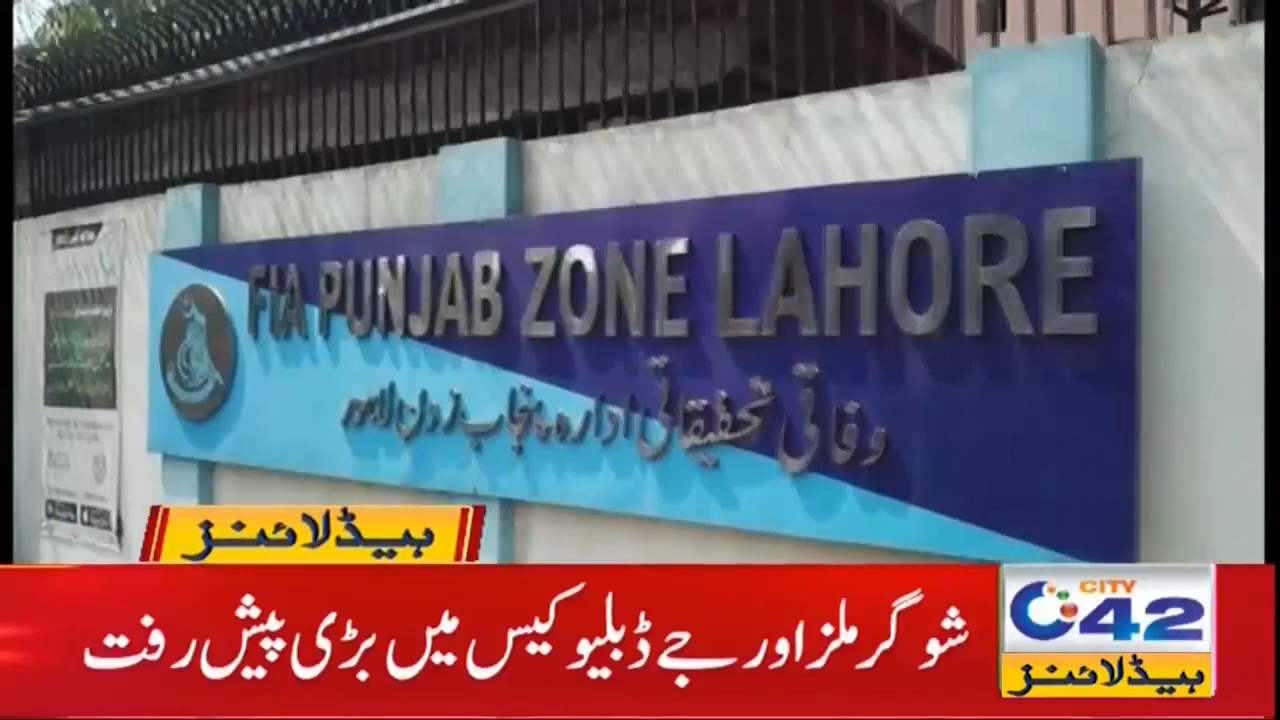 FIA PUNJAB ZONE LAHORE
وفاقی تحقیقاتی ادارہ پنجاب زون لاہور
ہیڈلائنز
شوگر ملز اور جے ڈبلیو کیس میں بڑی پیش رفت
CITY
42
ہیڈلائنز